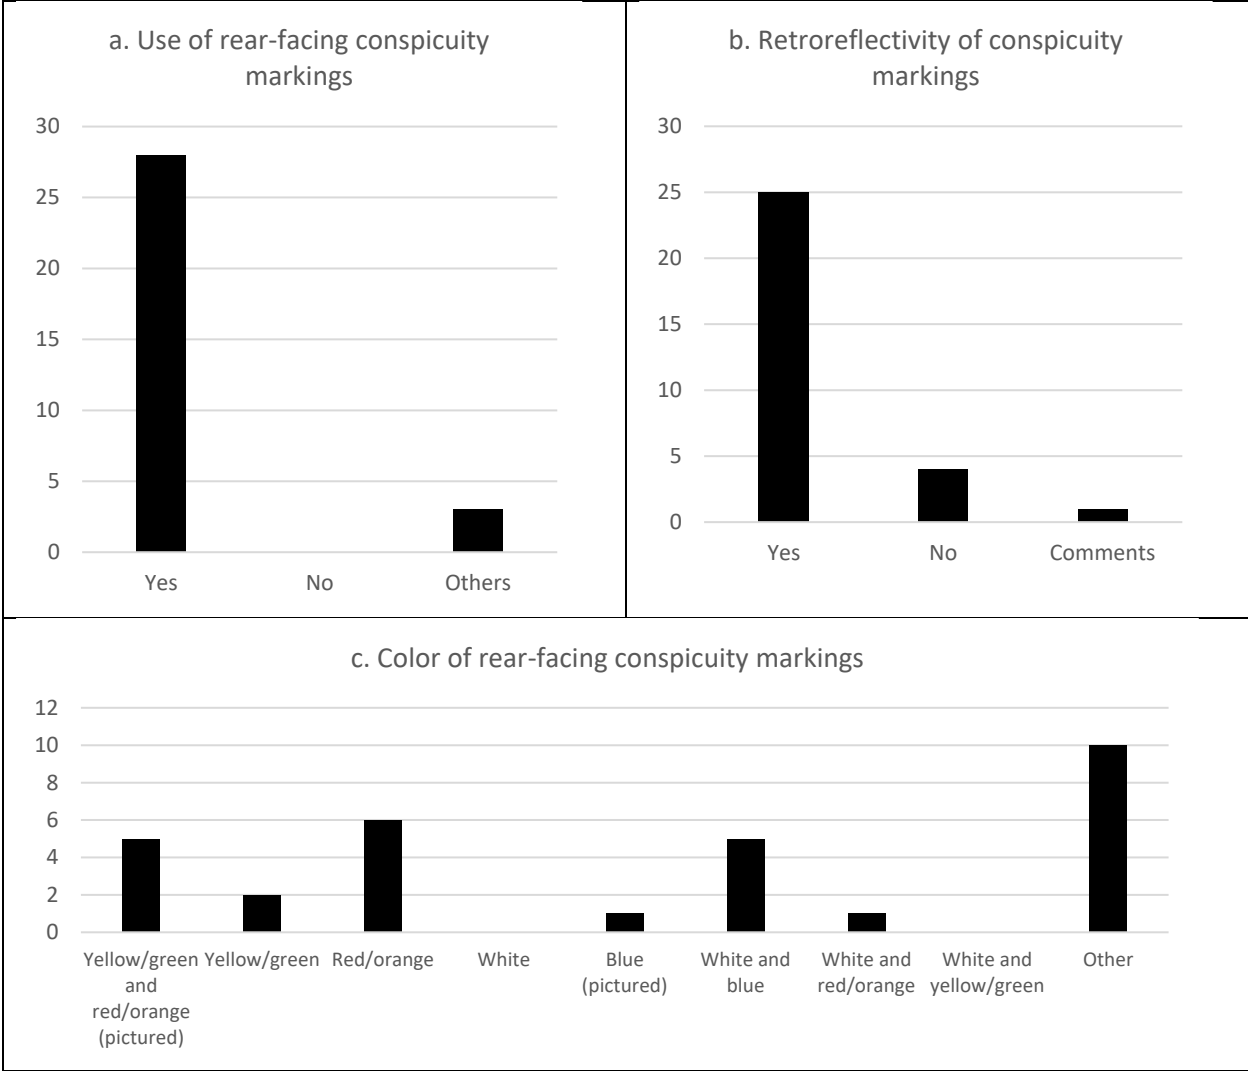 a. Use of rear-facing conspicuity
markings
30
25
20
15
10
5
0
Yes No Others
b. Retroreflectivity of conspicuity
markings
30
25
20
15
10
5
0
Yes No Comments
c. Color of rear-facing conspicuity markings
12
10
8
6
4
2
0
Yellow/green
and
red/orange
(pictured)
Yellow/green
Red/orange
White
Blue
(pictured)
White and
blue
White and
red/orange
White and
yellow/green
Other